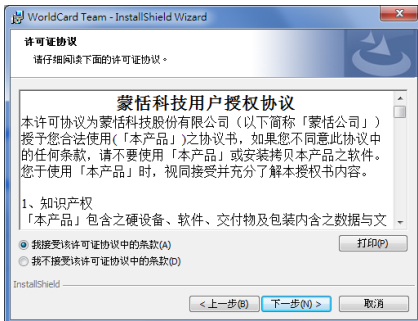 WorldCard Team - InstallShield Wizard
许可证协议
请仔细阅读下面的许可证协议。
蒙恬科技用户授权协议
本许可协议为蒙恬科技股份有限公司（以下简称「蒙恬公司」）
授予您合法使用(「本产品」)之协议书，如果您不同意此协议中
的任何条款，请不要使用「本产品」或安装拷贝本产品之软件。
您于使用「本产品」时，视同接受并充分了解本授权书内容。
1、知识产权
「本产品」包含之硬设备、软件、交付物及包装内含之数据与文
我接受该许可证协议中的条款(A)
打印(P)
我不接受该许可证协议中的条款(D)
InstallShield
<上一步(B)
下一步(N) >
取消